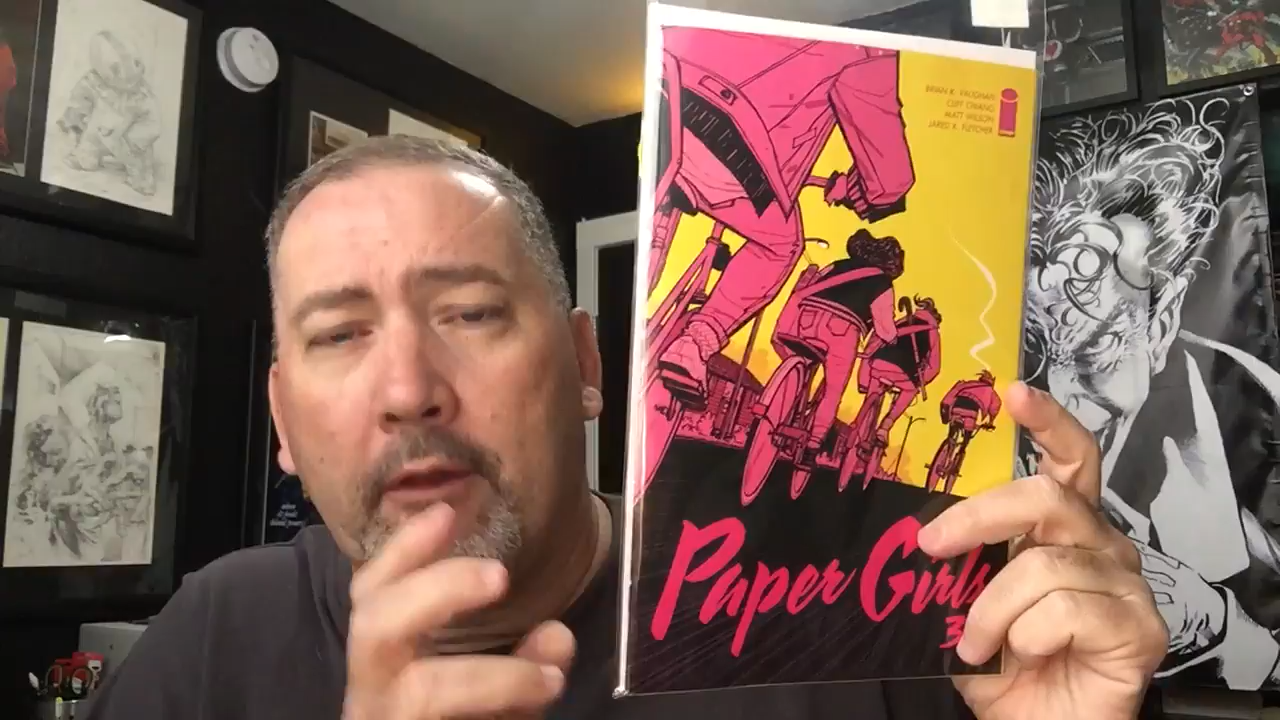 BRIAN K. VAUGHAN
CLIFF CHIANG
MATT WILSON
JARED K. FLETCHER
Paper Girls
3